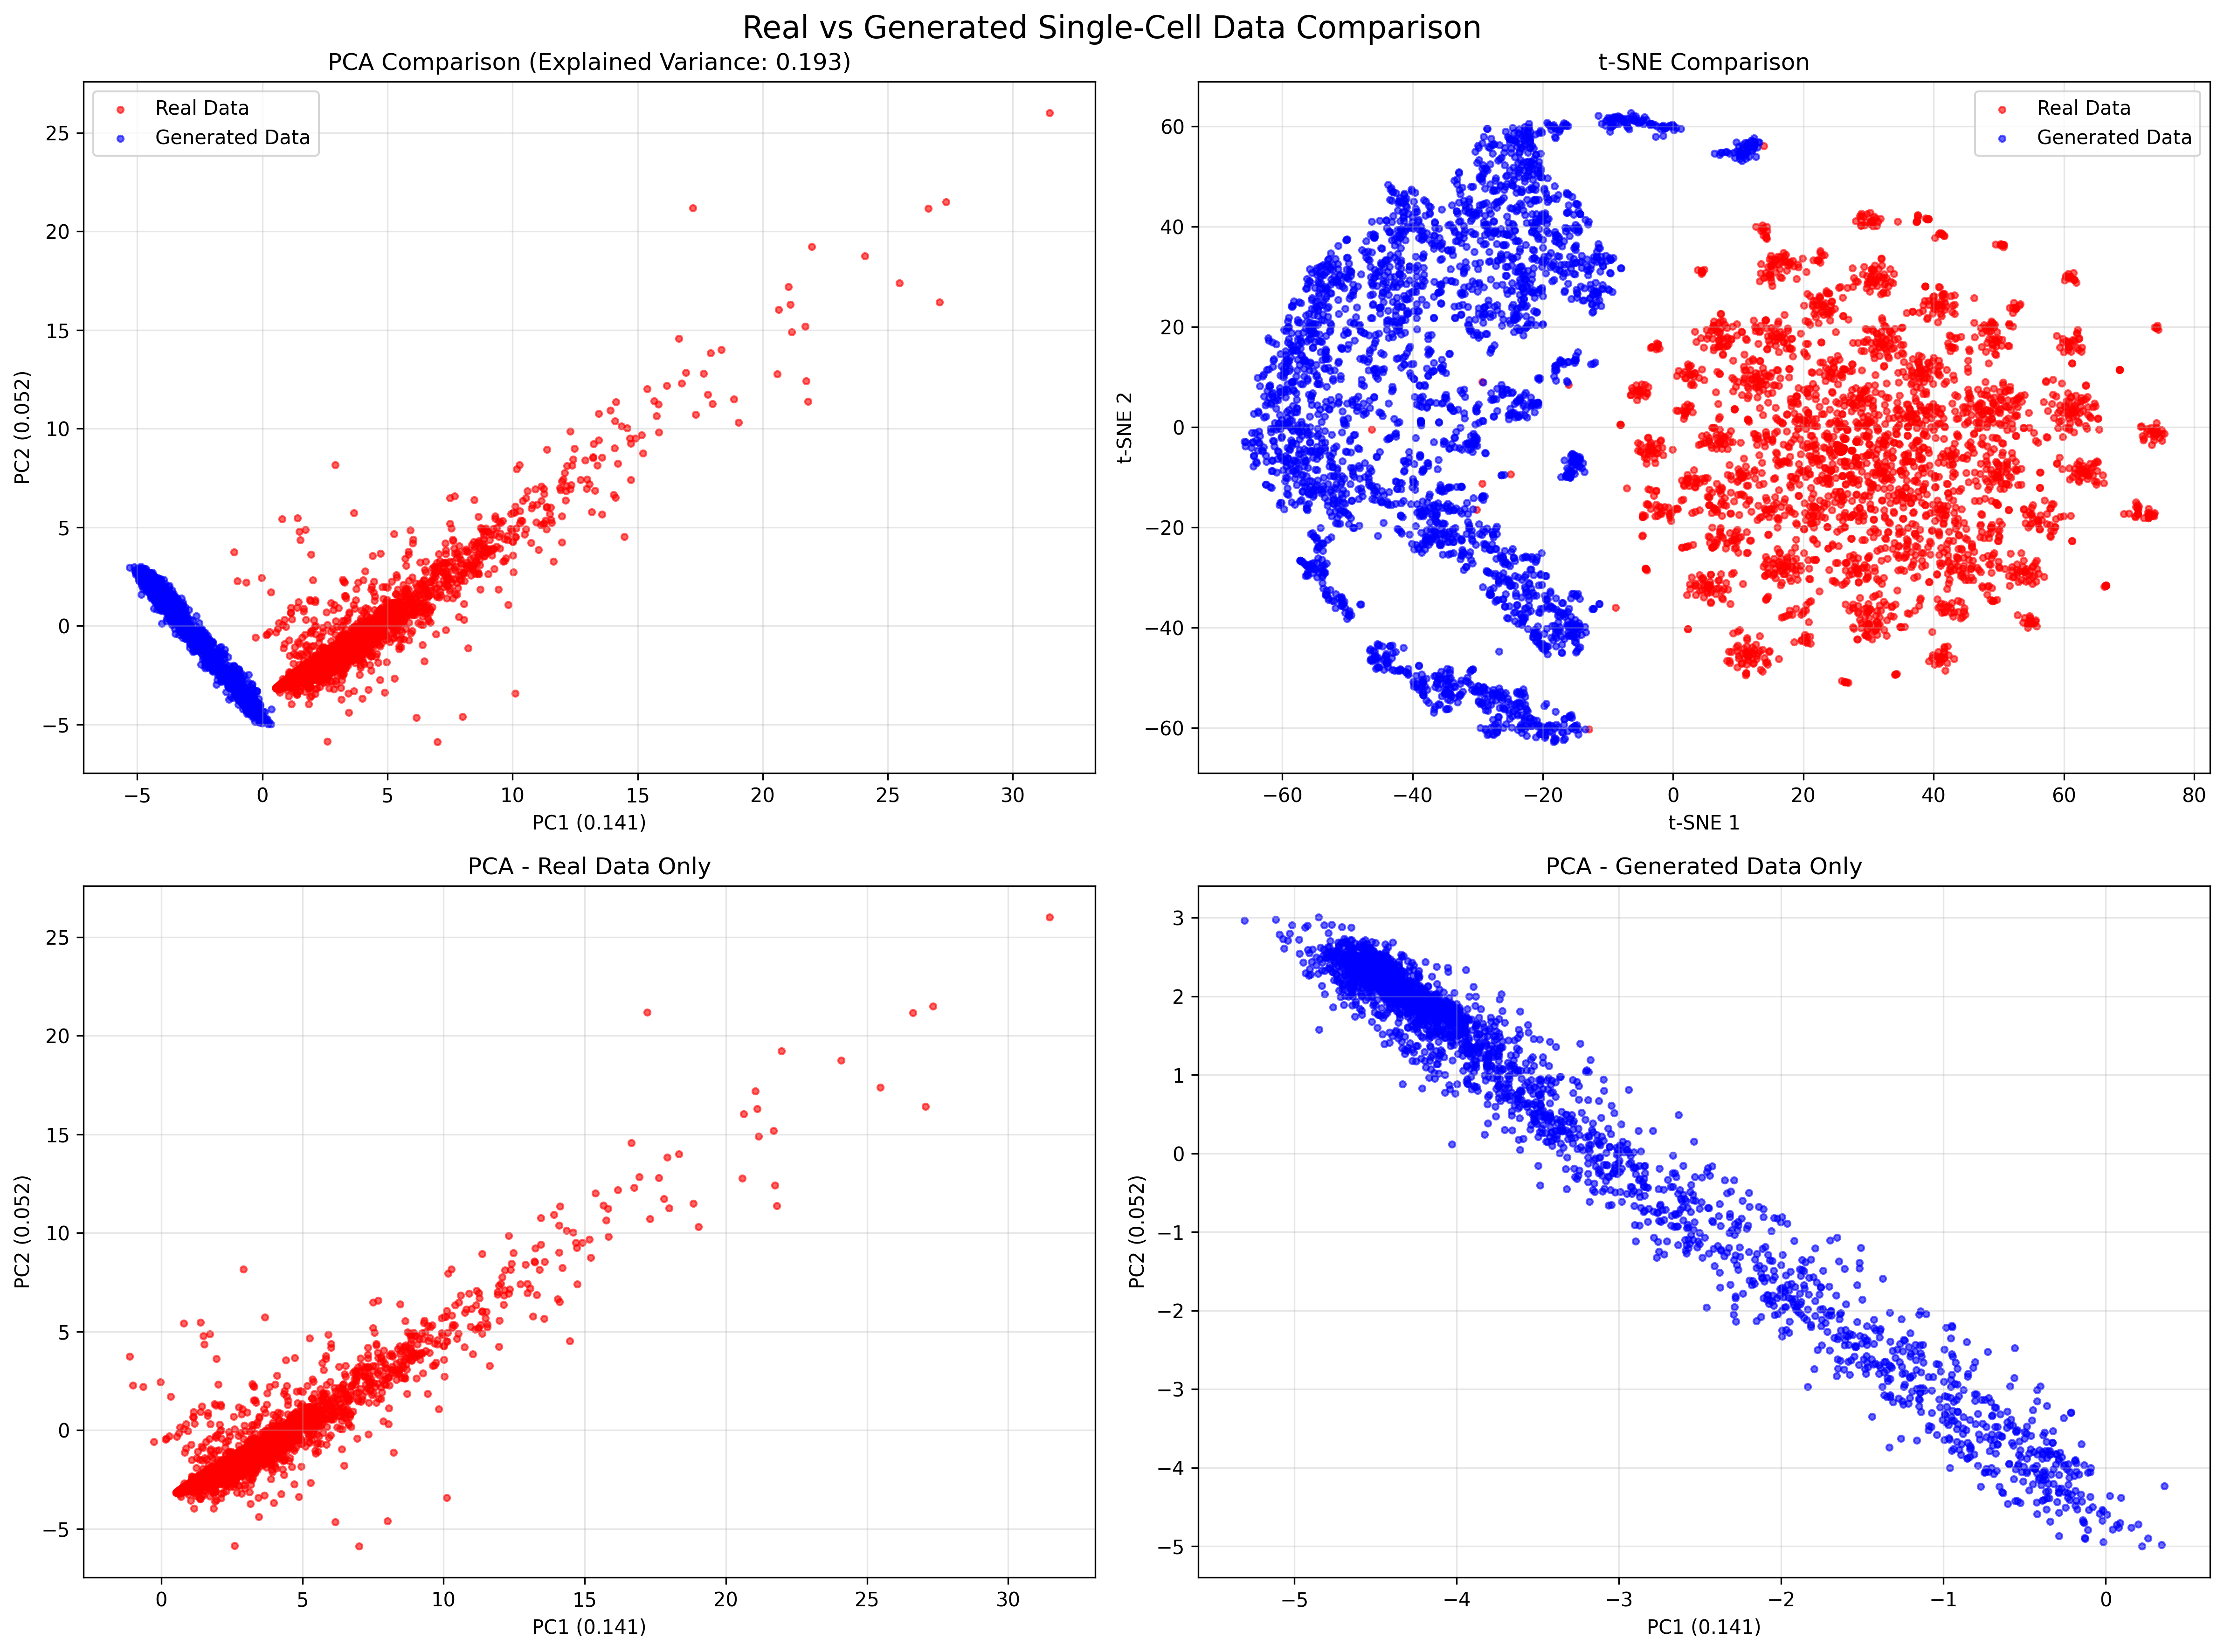 Real vs Generated Single-Cell Data Comparison
PCA Comparison (Explained Variance: 0.193)
Real Data
Generated Data
25
20
15
10
5
0
−5
PC2 (0.052)
−5 0 5 10 15 20 25 30
PC1 (0.141)
t-SNE Comparison
Real Data
Generated Data
60
40
20
0
−20
−40
−60
t-SNE 2
−60 −40 −20 0 20 40 60 80
t-SNE 1
PCA - Real Data Only
25
20
15
10
5
0
−5
PC2 (0.052)
0 5 10 15 20 25 30
PC1 (0.141)
PCA - Generated Data Only
3
2
1
0
−1
−2
−3
−4
−5
PC2 (0.052)
−5 −4 −3 −2 −1 0
PC1 (0.141)